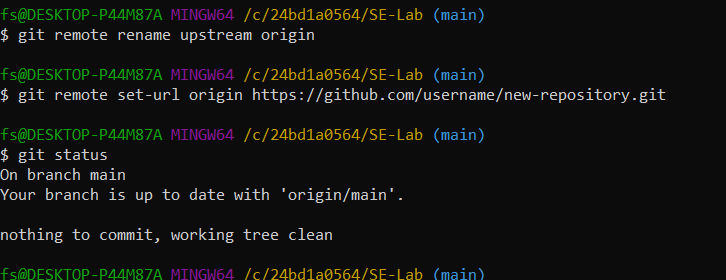 fs@DESKTOP-P44M87A MINGW64 /c/24bd1a0564/SE-Lab (main)
$ git remote rename upstream origin
fs@DESKTOP-P44M87A MINGW64 /c/24bd1a0564/SE-Lab (main)
$ git remote set-url origin https://github.com/username/new-repository.git
fs@DESKTOP-P44M87A MINGW64 /c/24bd1a0564/SE-Lab (main)
$ git status
On branch main
Your branch is up to date with 'origin/main'.
nothing to commit, working tree clean
fs@DESKTOP-P44M87A MINGW64 /c/24bd1a0564/SE-Lab (main)